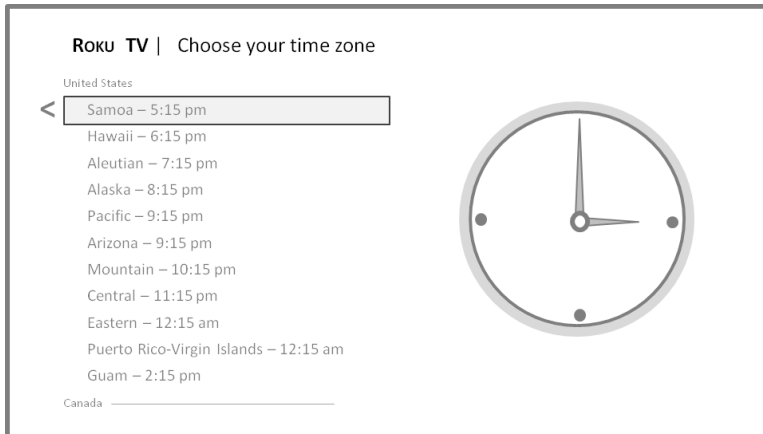 ROKU TV | Choose your time zone
United States
<
Samoa – 5:15 pm
Hawaii – 6:15 pm
Aleutian – 7:15 pm
Alaska – 8:15 pm
Pacific – 9:15 pm
Arizona – 9:15 pm
Mountain – 10:15 pm
Central – 11:15 pm
Eastern – 12:15 am
Puerto Rico-Virgin Islands – 12:15 am
Guam – 2:15 pm
Canada